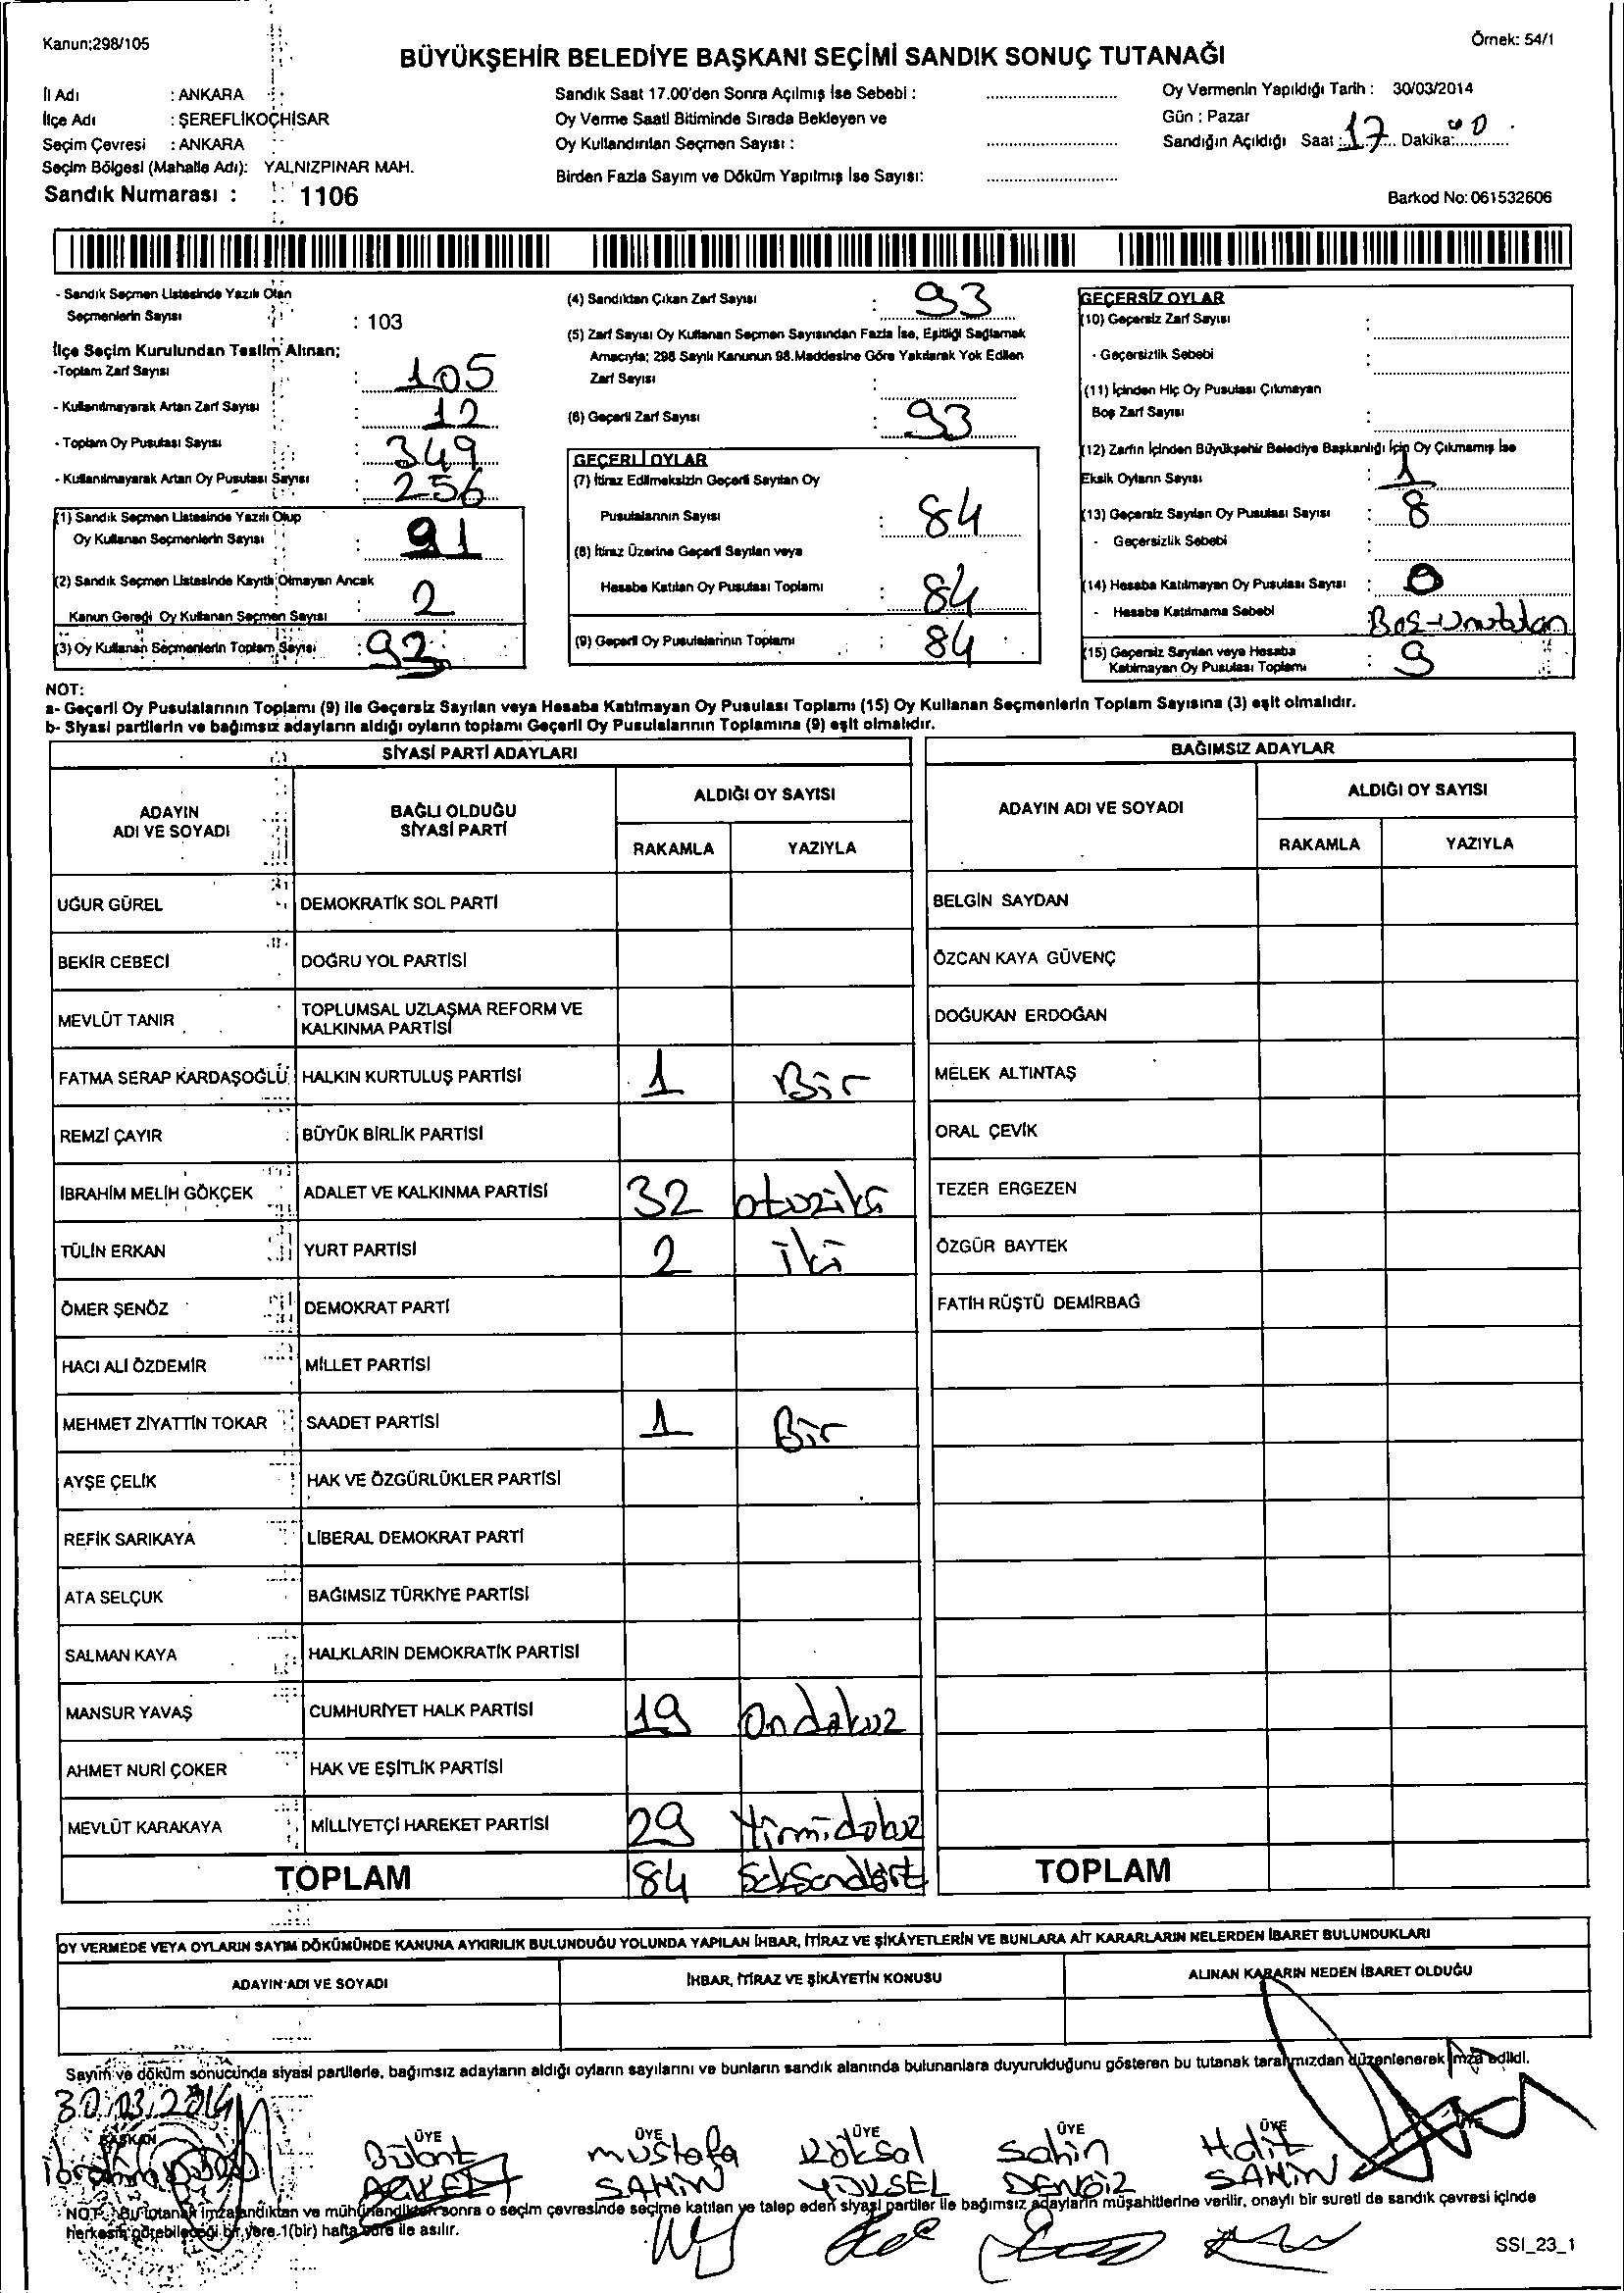 Kanun;298/105
Örnek: 54/1
BÜYÜKŞEHİR BELEDİYE BAŞKANI SEÇİMİ SANDIK SONUÇ TUTANAĞI
İl Adı : ANKARA
İlçe Adı : ŞEREFLİKOÇHİSAR
Seçim Çevresi : ANKARA
Seçim Bölgesi (Mahalle Adı): YALNIZPINAR MAH.
Sandık Numarası : 1106
Sandık Saat 17.00'den Sonra Açılmış İse Sebebi :
Oy Verme Saati Bitiminde Sırada Bekleyen ve
Oy Kullandırılan Seçmen Sayısı :
Birden Fazla Sayım ve Döküm Yapılmış İse Sayısı:
Oy Vermenin Yapıldığı Tarih : 30/03/2014
Gün : Pazar
Sandığın Açıldığı Saat : 17 Dakika: 00
Barkod No: 061532606
- Sandık Seçmen Listesinde Yazılı Olan
Seçmenlerin Sayısı : 103
İlçe Seçim Kurulundan Teslim Alınan;
-Toplam Zarf Sayısı : 105
- Kullanılmayarak Artan Zarf Sayısı : 12
- Toplam Oy Pusulası Sayısı : 349
- Kullanılmayarak Artan Oy Pusulası Sayısı : 256
(1) Sandık Seçmen Listesinde Yazılı Olup
Oy Kullanan Seçmenlerin Sayısı : 91
(2) Sandık Seçmen Listesinde Kayıtlı Olmayan Ancak
Kanun Gereği Oy Kullanan Seçmen Sayısı : 2
(3) Oy Kullanan Seçmenlerin Toplam Sayısı : 93
(4) Sandıktan Çıkan Zarf Sayısı : 93
(5) Zarf Sayısı Oy Kullanan Seçmen Sayısından Fazla İse, Eşitliği Sağlamak
Amacıyla; 298 Sayılı Kanunun 98.Maddesine Göre Yakılarak Yok Edilen
Zarf Sayısı :
(6) Geçerli Zarf Sayısı : 93
GEÇERLİ OYLAR
(7) İtiraz Edilmeksizin Geçerli Sayılan Oy
Pusulalarının Sayısı : 84
(8) İtiraz Üzerine Geçerli Sayılan veya
Hesaba Katılan Oy Pusulası Toplamı : 84
(9) Geçerli Oy Pusulalarının Toplamı : 84
GEÇERSİZ OYLAR
(10) Geçersiz Zarf Sayısı :
- Geçersizlik Sebebi :
(11) İçinden Hiç Oy Pusulası Çıkmayan
Boş Zarf Sayısı :
(12) Zarfın İçinden Büyükşehir Belediye Başkanlığı İçin Oy Çıkmamış İse
Eksik Oyların Sayısı : 1
(13) Geçersiz Sayılan Oy Pusulası Sayısı : 8
- Geçersizlik Sebebi :
(14) Hesaba Katılmayan Oy Pusulası Sayısı : 0
- Hesaba Katılmama Sebebi : Boş-Unutulan
(15) Geçersiz Sayılan veya Hesaba
Katılmayan Oy Pusulası Toplamı : 9
NOT:
a- Geçerli Oy Pusulalarının Toplamı (9) ile Geçersiz Sayılan veya Hesaba Katılmayan Oy Pusulası Toplamı (15) Oy Kullanan Seçmenlerin Toplam Sayısına (3) eşit olmalıdır.
b- Siyasi partilerin ve bağımsız adayların aldığı oyların toplamı Geçerli Oy Pusulalarının Toplamına (9) eşit olmalıdır.
SİYASİ PARTİ ADAYLARI
ADAYIN
ADI VE SOYADI
BAĞLI OLDUĞU
SİYASİ PARTİ
ALDIĞI OY SAYISI
RAKAMLA YAZIYLA
UĞUR GÜREL DEMOKRATİK SOL PARTİ
BEKİR CEBECİ DOĞRU YOL PARTİSİ
MEVLÜT TANIR TOPLUMSAL UZLAŞMA REFORM VE
KALKINMA PARTİSİ
FATMA SERAP KARDAŞOĞLU HALKIN KURTULUŞ PARTİSİ 1 Bir
REMZİ ÇAYIR BÜYÜK BİRLİK PARTİSİ
İBRAHİM MELİH GÖKÇEK ADALET VE KALKINMA PARTİSİ 32 otuziki
TÜLİN ERKAN YURT PARTİSİ 2 iki
ÖMER ŞENÖZ DEMOKRAT PARTİ
HACI ALİ ÖZDEMİR MİLLET PARTİSİ
MEHMET ZİYATTİN TOKAR SAADET PARTİSİ 1 Bir
AYŞE ÇELİK HAK VE ÖZGÜRLÜKLER PARTİSİ
REFİK SARIKAYA LİBERAL DEMOKRAT PARTİ
ATA SELÇUK BAĞIMSIZ TÜRKİYE PARTİSİ
SALMAN KAYA HALKLARIN DEMOKRATİK PARTİSİ
MANSUR YAVAŞ CUMHURİYET HALK PARTİSİ 19 Ondokuz
AHMET NURİ ÇOKER HAK VE EŞİTLİK PARTİSİ
MEVLÜT KARAKAYA MİLLİYETÇİ HAREKET PARTİSİ 29 Yirmidokuz
TOPLAM 84 Seksendört
BAĞIMSIZ ADAYLAR
ADAYIN ADI VE SOYADI
ALDIĞI OY SAYISI
RAKAMLA YAZIYLA
BELGİN SAYDAN
ÖZCAN KAYA GÜVENÇ
DOĞUKAN ERDOĞAN
MELEK ALTINTAŞ
ORAL ÇEVİK
TEZER ERGEZEN
ÖZGÜR BAYTEK
FATİH RÜŞTÜ DEMİRBAĞ
TOPLAM
OY VERMEDE VEYA OYLARIN SAYIM DÖKÜMÜNDE KANUNA AYKIRILIK BULUNDUĞU YOLUNDA YAPILAN İHBAR, İTİRAZ VE ŞİKÂYETLERİN VE BUNLARA AİT KARARLARIN NELERDEN İBARET BULUNDUKLARI
ADAYIN ADI VE SOYADI
İHBAR, İTİRAZ VE ŞİKÂYETİN KONUSU
ALINAN KARARIN NEDEN İBARET OLDUĞU
Sayım ve döküm sonucunda siyasi partilerle, bağımsız adayların aldığı oyların sayılarını ve bunların sandık alanında bulunanlara duyurulduğunu gösteren bu tutanak tarafımızdan düzenlenerek imza edildi.
30.03.2014
BAŞKAN ÜYE ÜYE ÜYE ÜYE ÜYE
İbrahim Bülent Mustafa Köksal Şahin Halit
ŞAHİN YÜKSEL DENGİZ ŞAHİN
NOT: Bu tutanak imzalandıktan ve mühürlendikten sonra o seçim çevresinde seçime katılan ve talep eden siyasi partiler ile bağımsız adayların müşahitlerine verilir, onaylı bir sureti de sandık çevresi içinde
herkesin görebileceği bir yere 1(bir) hafta süre ile asılır.
SSI_23_1